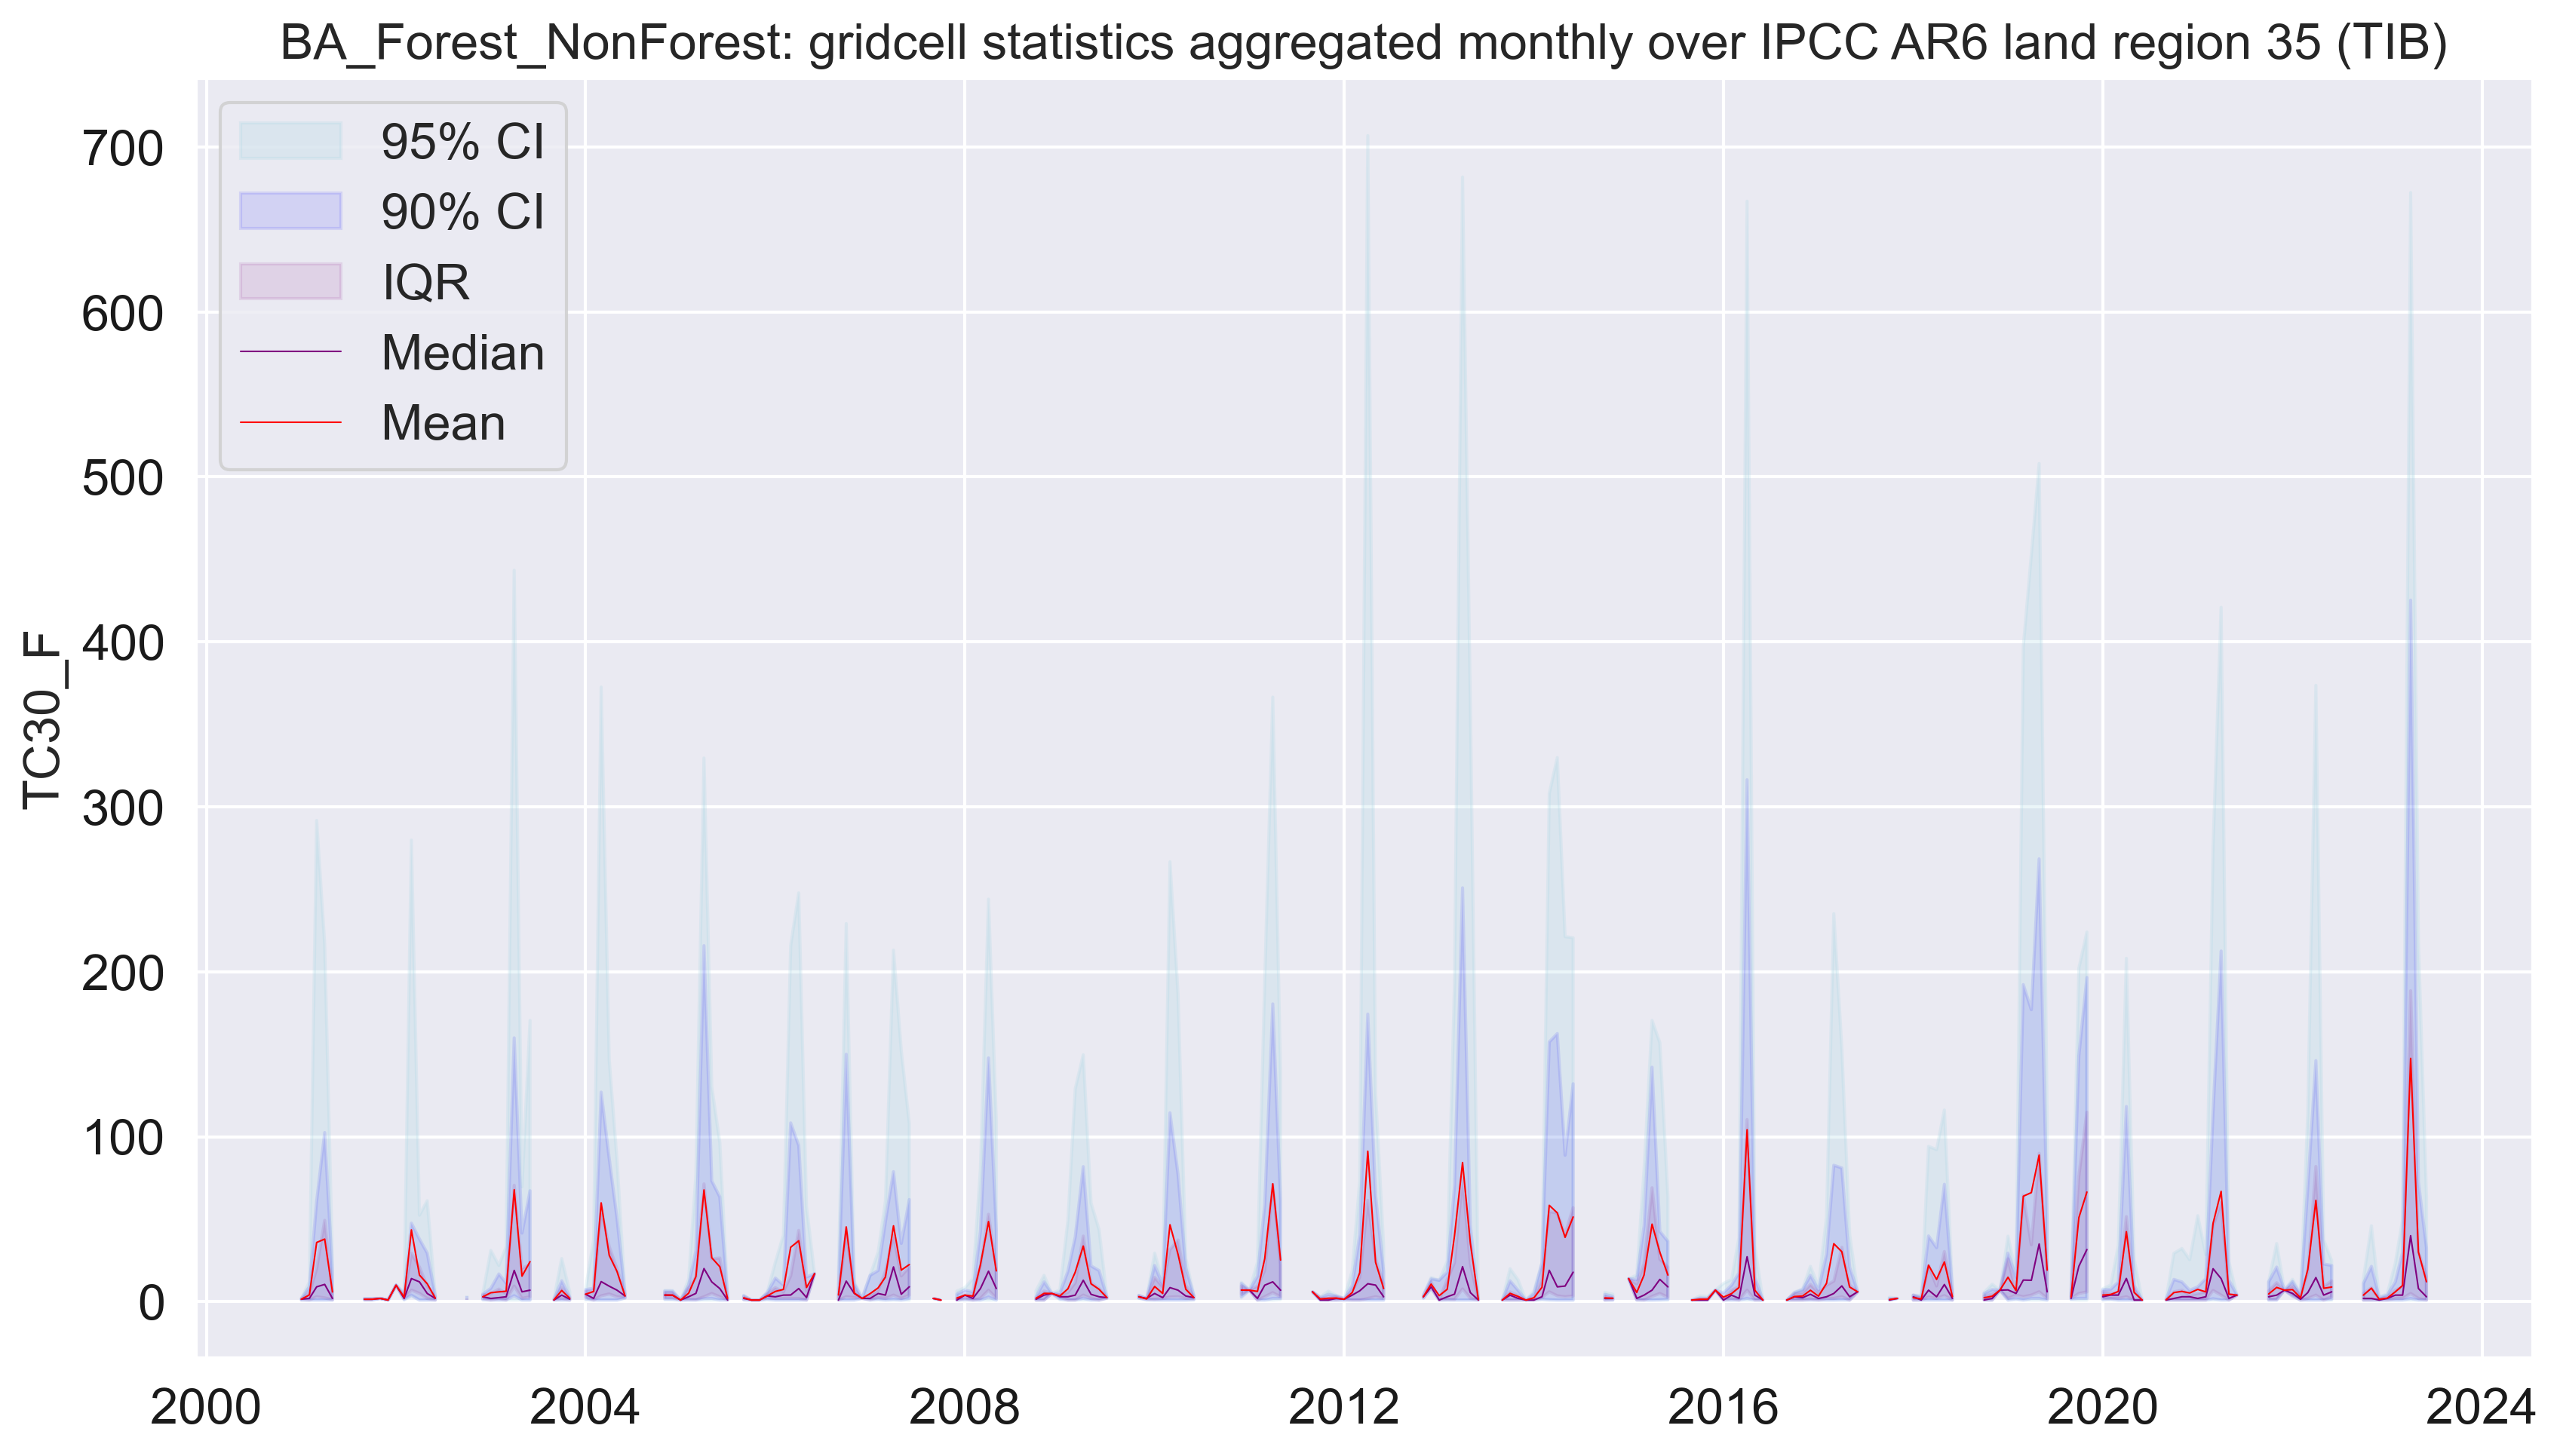 BA_Forest_NonForest: gridcell statistics aggregated monthly over IPCC AR6 land region 35 (TIB)
95% CI
90% CI
IQR
Median
Mean
TC30_F
700
600
500
400
300
200
100
0
2000 2004 2008 2012 2016 2020 2024